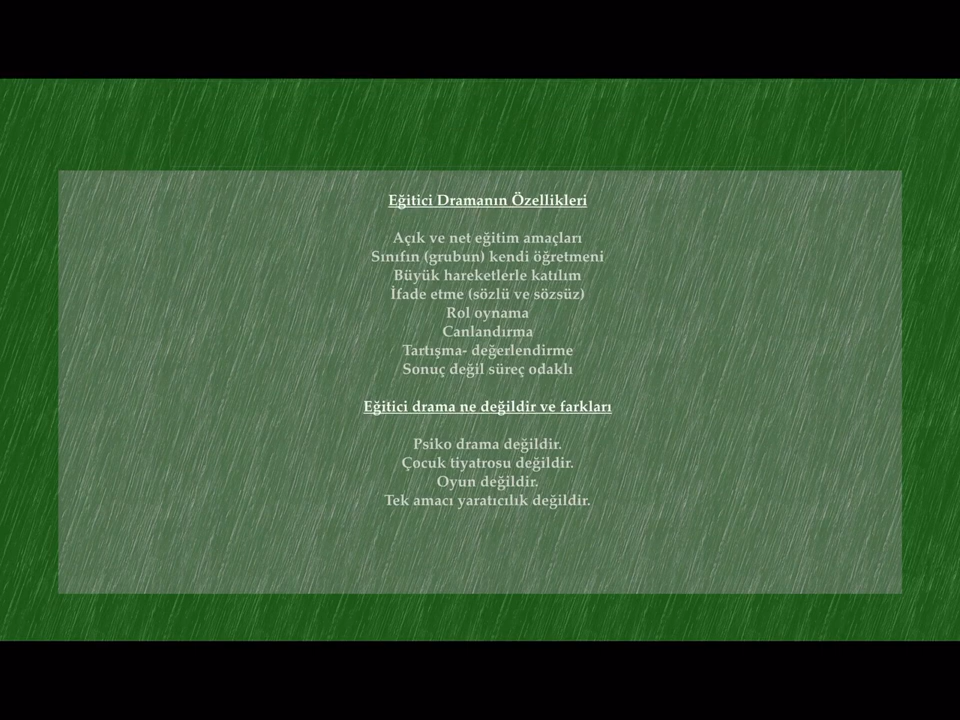 Eğitici Dramanın Özellikleri
Açık ve net eğitim amaçları
Sınıfın (grubun) kendi öğretmeni
Büyük hareketlerle katılım
İfade etme (sözlü ve sözsüz)
Rol oynama
Canlandırma
Tartışma- değerlendirme
Sonuç değil süreç odaklı
Eğitici drama ne değildir ve farkları
Psiko drama değildir.
Çocuk tiyatrosu değildir.
Oyun değildir.
Tek amacı yaratıcılık değildir.